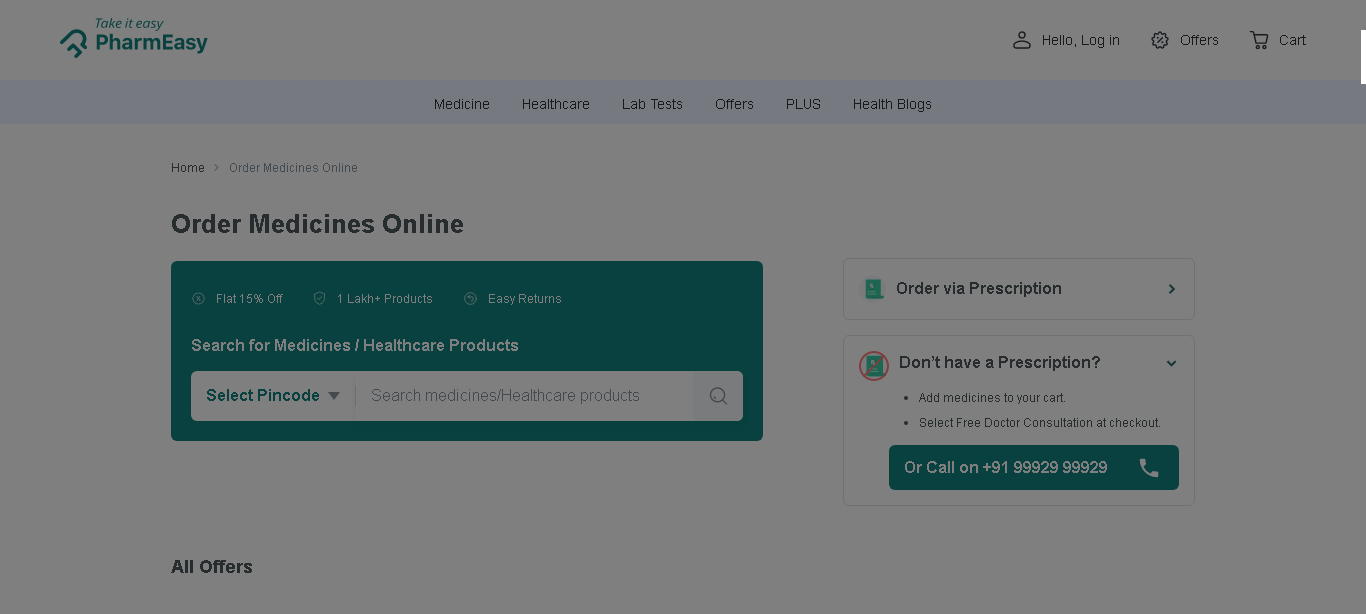 Take it easy
PharmEasy
Hello, Log in
Offers
Cart
Medicine
Healthcare
Lab Tests
Offers
PLUS
Health Blogs
Home
Order Medicines Online
Order Medicines Online
Flat 15% Off
1 Lakh+ Products
Easy Returns
Search for Medicines / Healthcare Products
Select Pincode
Search medicines/Healthcare products
Order via Prescription
Don't have a Prescription?
Add medicines to your cart.
Select Free Doctor Consultation at checkout.
Or Call on +91 99929 99929
All Offers